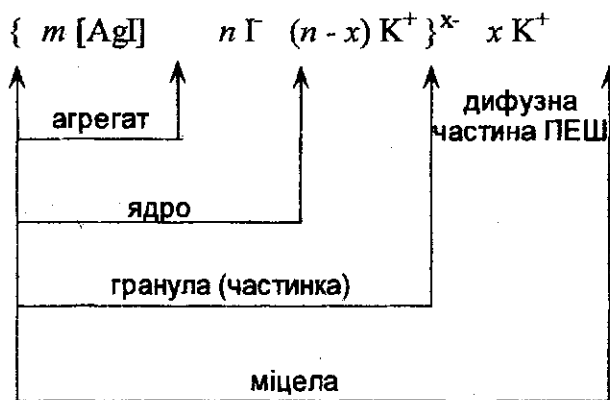 { m [AgI] n I⁻ (n - x) K⁺ }ˣ⁻ x K⁺
агрегат
дифузна
частина ПЕШ
ядро
гранула (частинка)
міцела